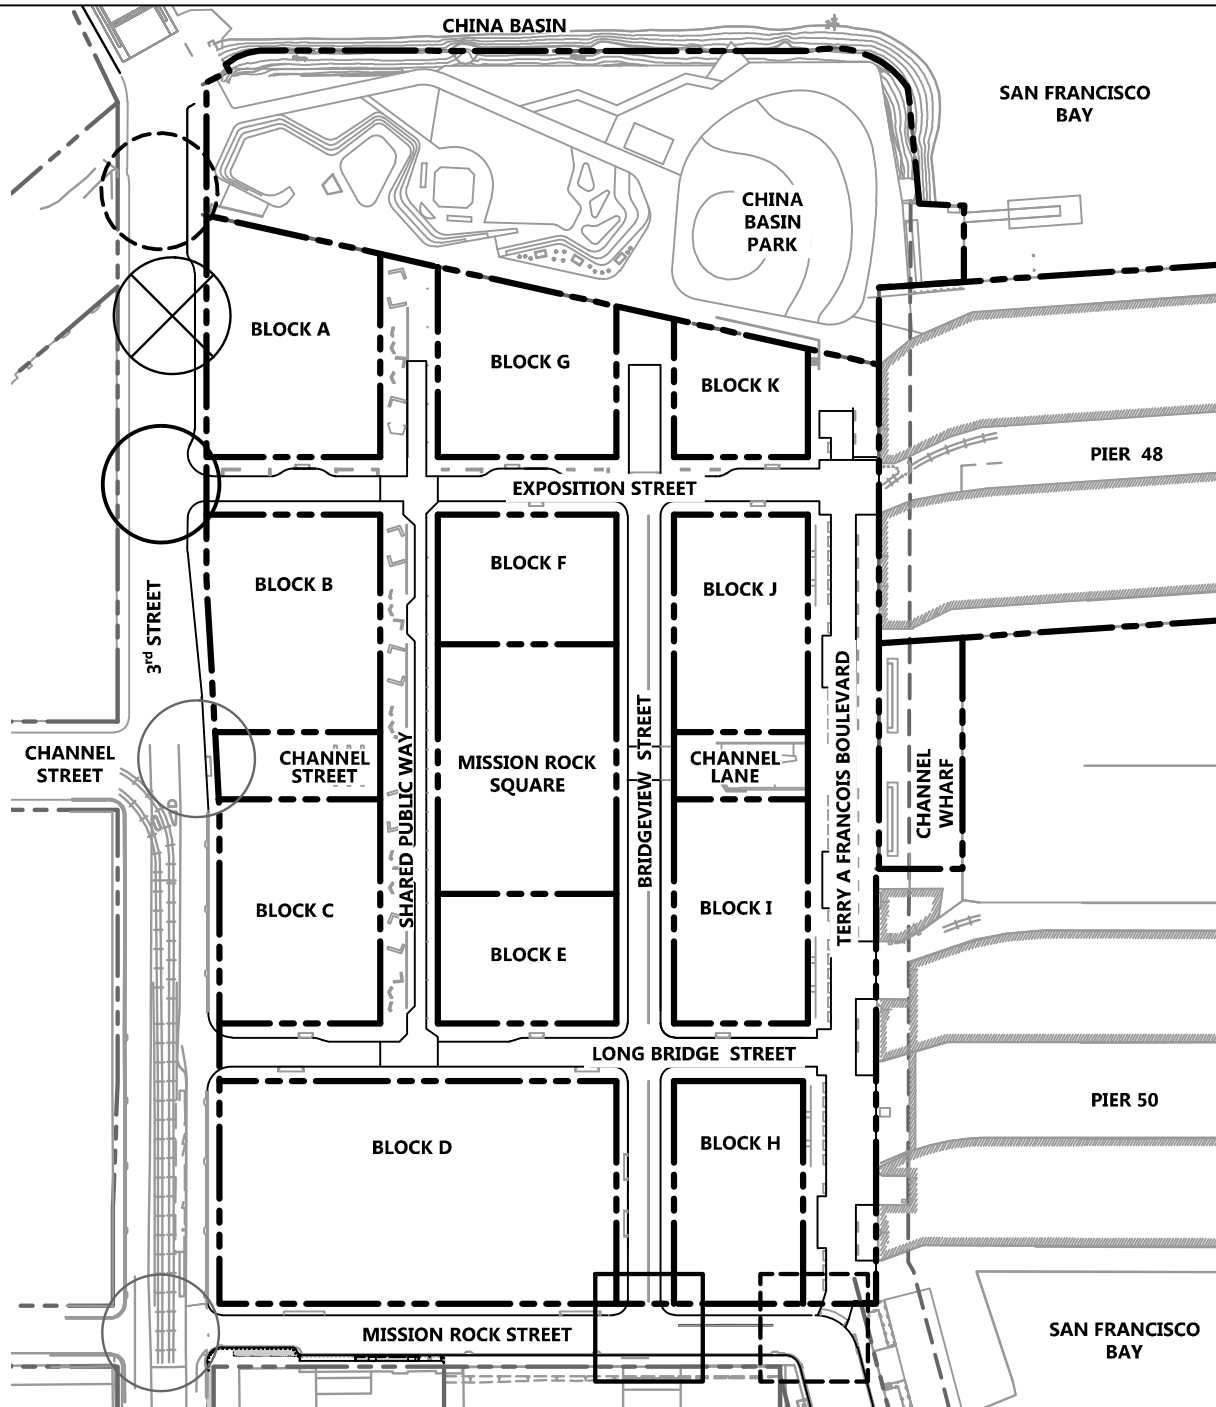 CHINA BASIN
SAN FRANCISCO
BAY
CHINA
BASIN
PARK
BLOCK A
BLOCK G
BLOCK K
PIER 48
EXPOSITION STREET
BLOCK B
BLOCK F
BLOCK J
3rd STREET
CHANNEL
STREET
CHANNEL
STREET
SHARED PUBLIC WAY
MISSION ROCK
SQUARE
BRIDGEVIEW STREET
CHANNEL
LANE
TERRY A FRANCOIS BOULEVARD
CHANNEL
WHARF
BLOCK C
BLOCK E
BLOCK I
LONG BRIDGE STREET
PIER 50
BLOCK D
BLOCK H
MISSION ROCK STREET
SAN FRANCISCO
BAY